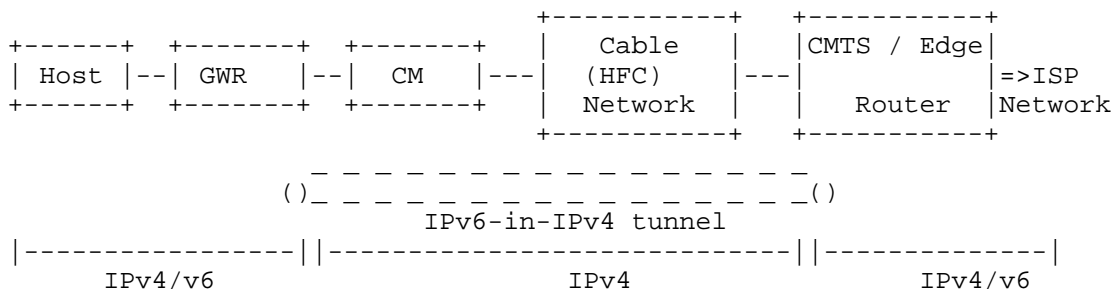 +-----------+   +-----------+
+------+  +-------+  +-------+   |   Cable   |   |CMTS / Edge|
| Host |--| GWR   |--|  CM   |---|  (HFC)    |---|           |=>ISP
+------+  +-------+  +-------+   |  Network  |   |   Router  |Network
                                  +-----------+   +-----------+
                   _ _ _ _ _ _ _ _ _ _ _ _ _ _ _ _
                 ()_ _ _ _ _ _ _ _ _ _ _ _ _ _ _ _()
                          IPv6-in-IPv4 tunnel
|-----------------||-----------------------------||--------------|
      IPv4/v6                    IPv4                  IPv4/v6